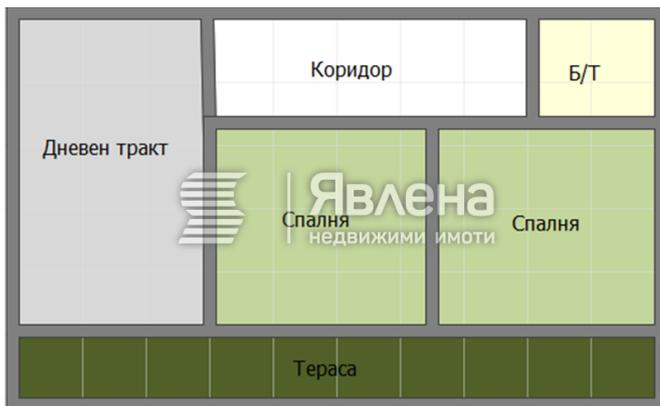 Коридор
Б/Т
Дневен тракт
Явлена
Спалня
Спалня
недвижими имоти
Тераса